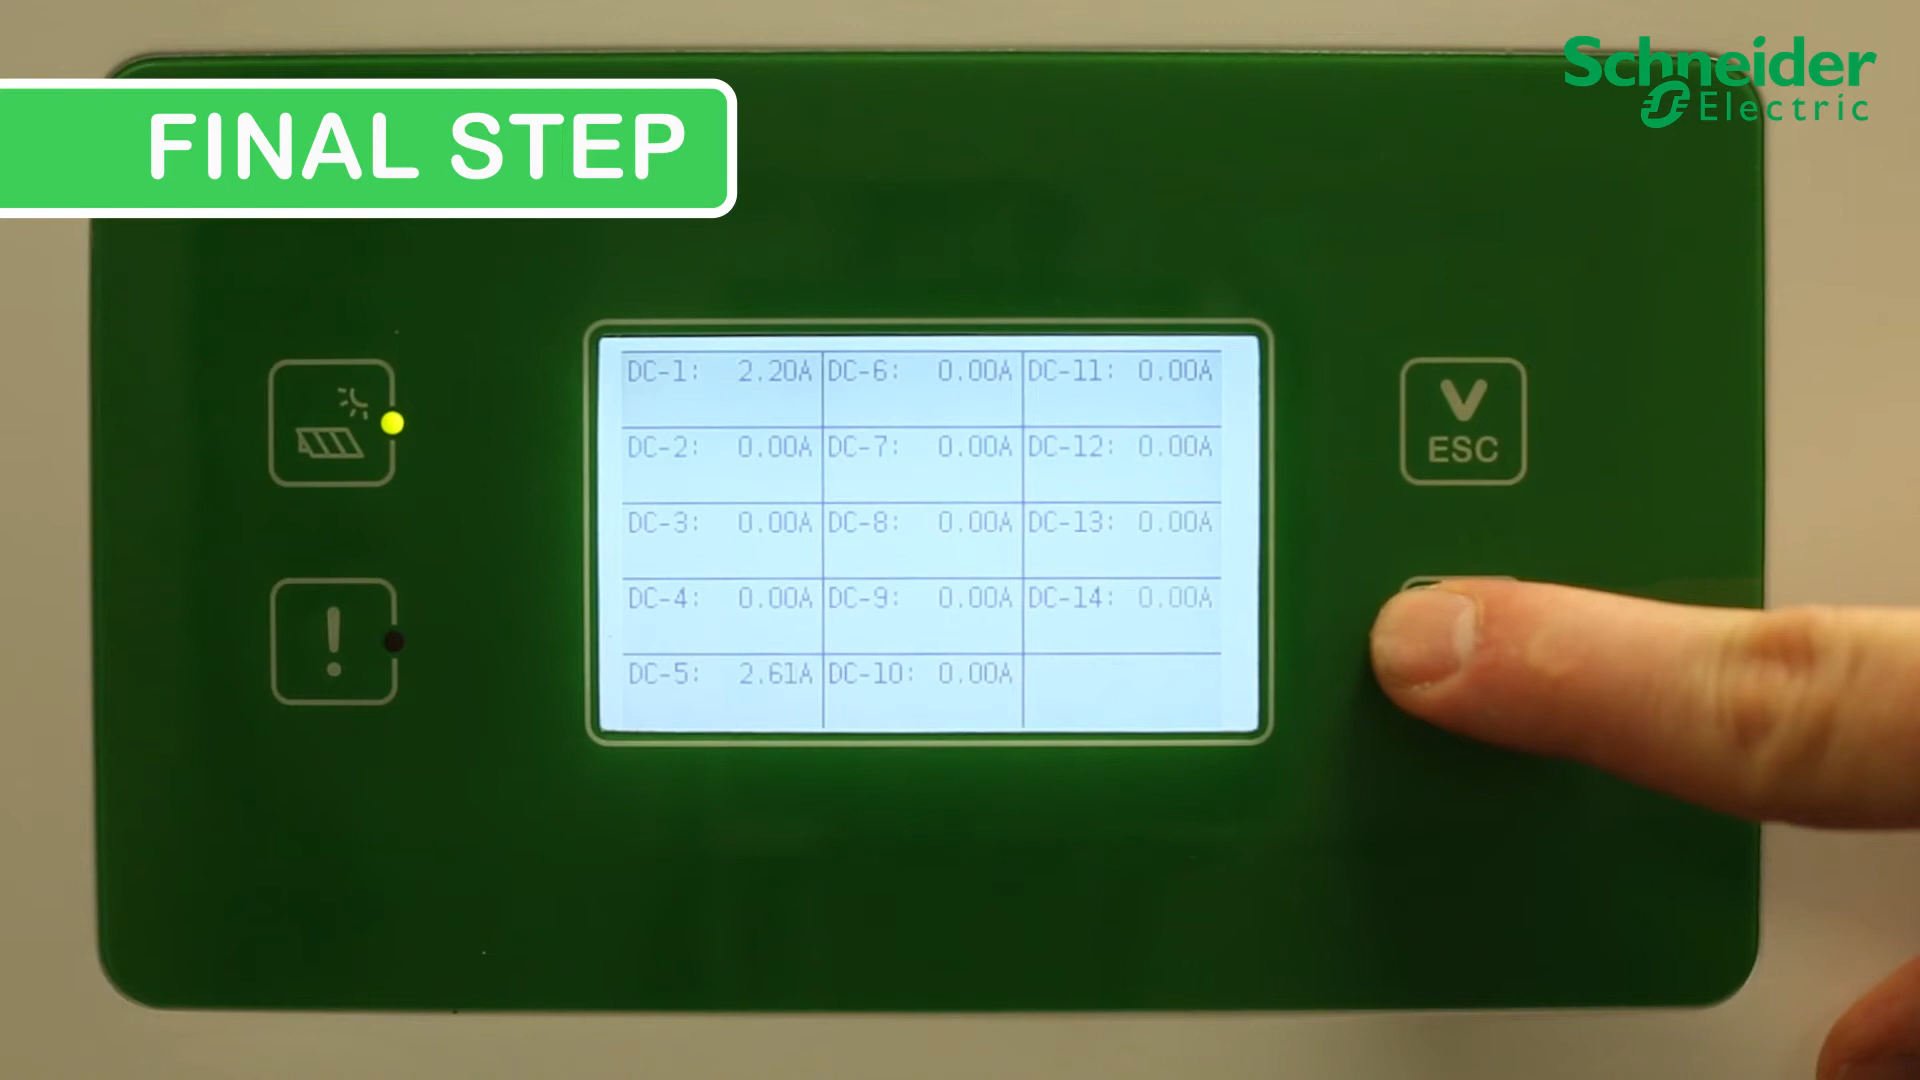 Schneider
Electric
FINAL STEP
DC-1: 2.20A DC-6: 0.00A DC-11: 0.00A
DC-2: 0.00A DC-7: 0.00A DC-12: 0.00A
DC-3: 0.00A DC-8: 0.00A DC-13: 0.00A
DC-4: 0.00A DC-9: 0.00A DC-14: 0.00A
DC-5: 2.61A DC-10: 0.00A
ESC
!